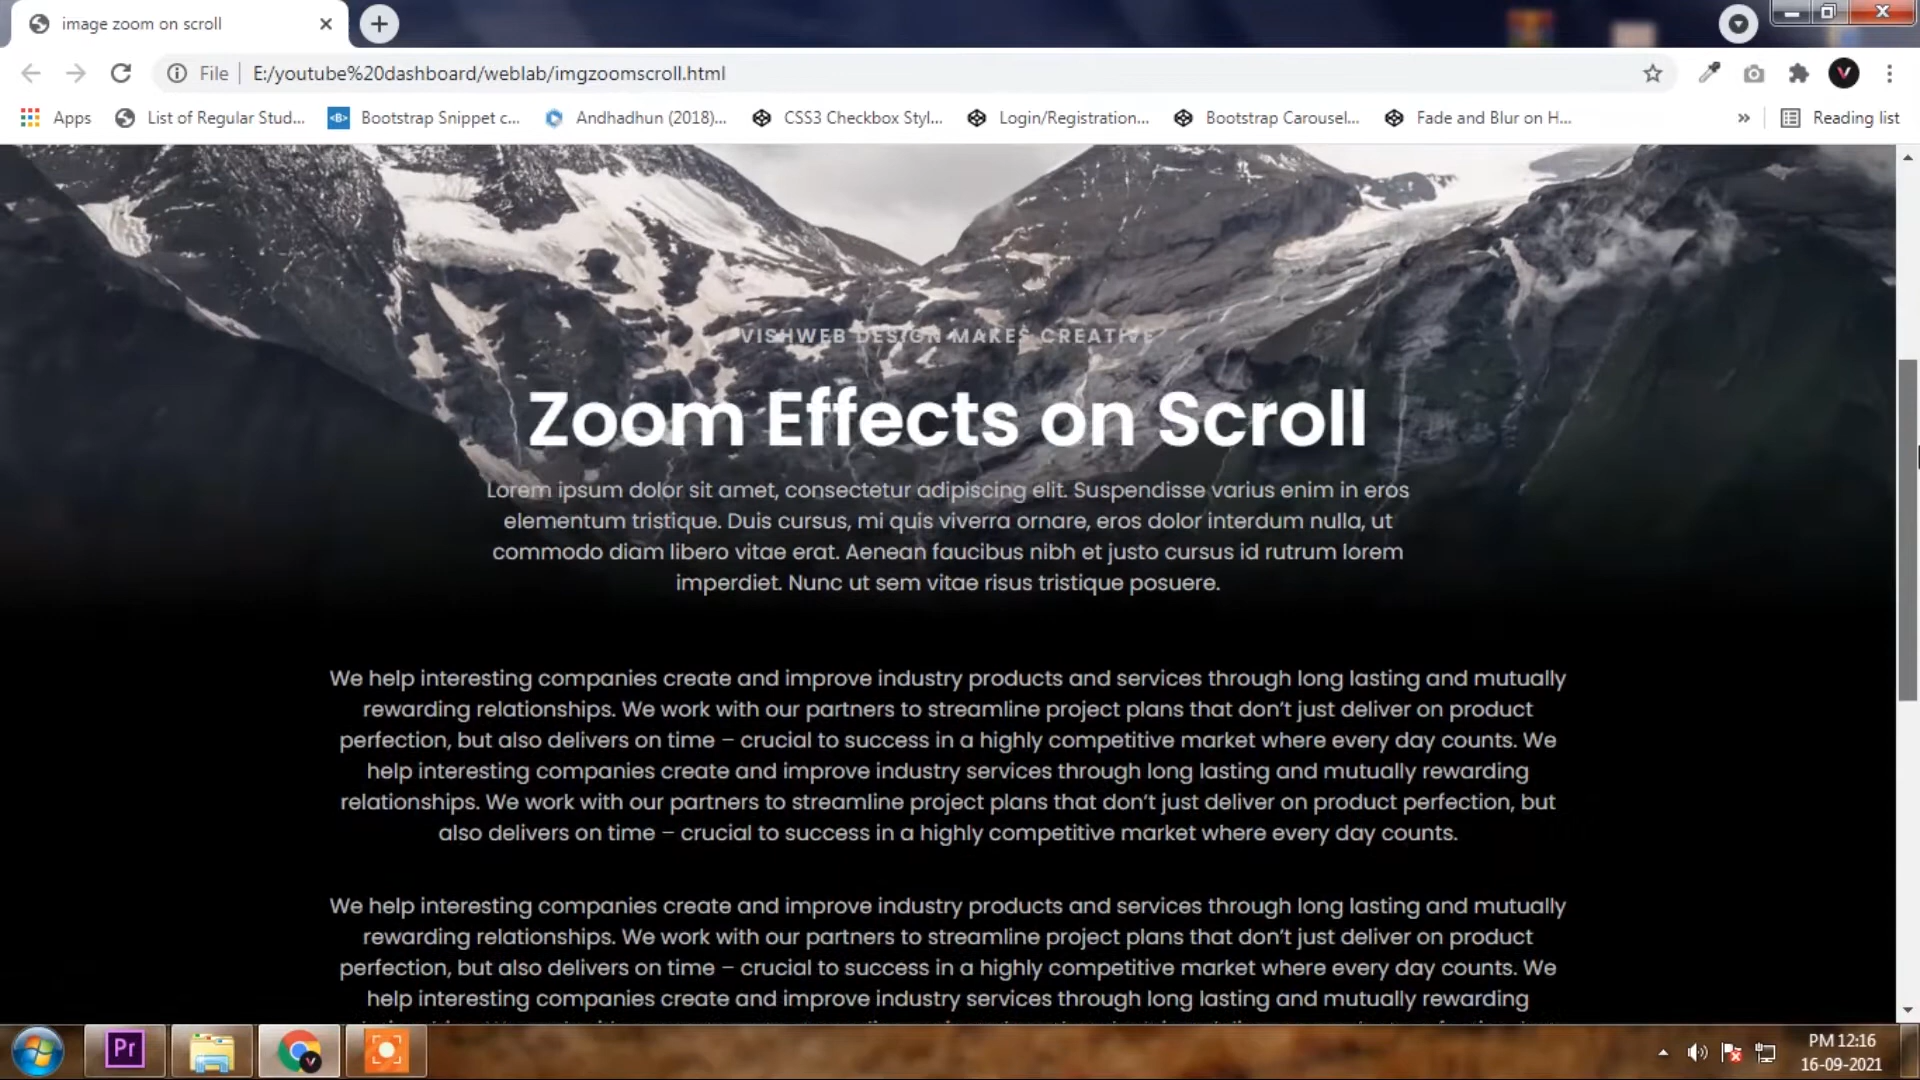 image zoom on scroll
File E:/youtube%20dashboard/weblab/imgzoomscroll.html
Apps List of Regular Stud... Bootstrap Snippet c... Andhadhun (2018)... CSS3 Checkbox Styl... Login/Registration... Bootstrap Carousel... Fade and Blur on H... » Reading list
VISHWEB DESIGN MAKES CREATIVE
Zoom Effects on Scroll
Lorem ipsum dolor sit amet, consectetur adipiscing elit. Suspendisse varius enim in eros
elementum tristique. Duis cursus, mi quis viverra ornare, eros dolor interdum nulla, ut
commodo diam libero vitae erat. Aenean faucibus nibh et justo cursus id rutrum lorem
imperdiet. Nunc ut sem vitae risus tristique posuere.
We help interesting companies create and improve industry products and services through long lasting and mutually
rewarding relationships. We work with our partners to streamline project plans that don’t just deliver on product
perfection, but also delivers on time – crucial to success in a highly competitive market where every day counts. We
help interesting companies create and improve industry services through long lasting and mutually rewarding
relationships. We work with our partners to streamline project plans that don’t just deliver on product perfection, but
also delivers on time – crucial to success in a highly competitive market where every day counts.
We help interesting companies create and improve industry products and services through long lasting and mutually
rewarding relationships. We work with our partners to streamline project plans that don’t just deliver on product
perfection, but also delivers on time – crucial to success in a highly competitive market where every day counts. We
help interesting companies create and improve industry services through long lasting and mutually rewarding
Pr
PM 12:16
16-09-2021